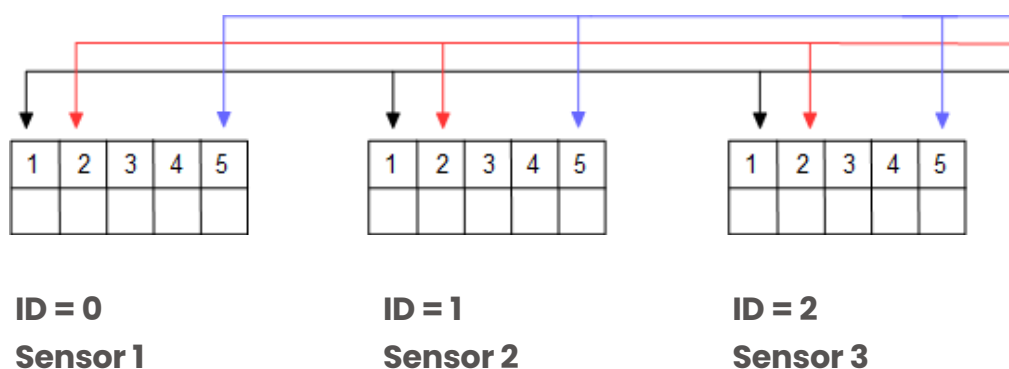 1 2 3 4 5 1 2 3 4 5 1 2 3 4 5
ID = 0 ID = 1 ID = 2
Sensor 1 Sensor 2 Sensor 3